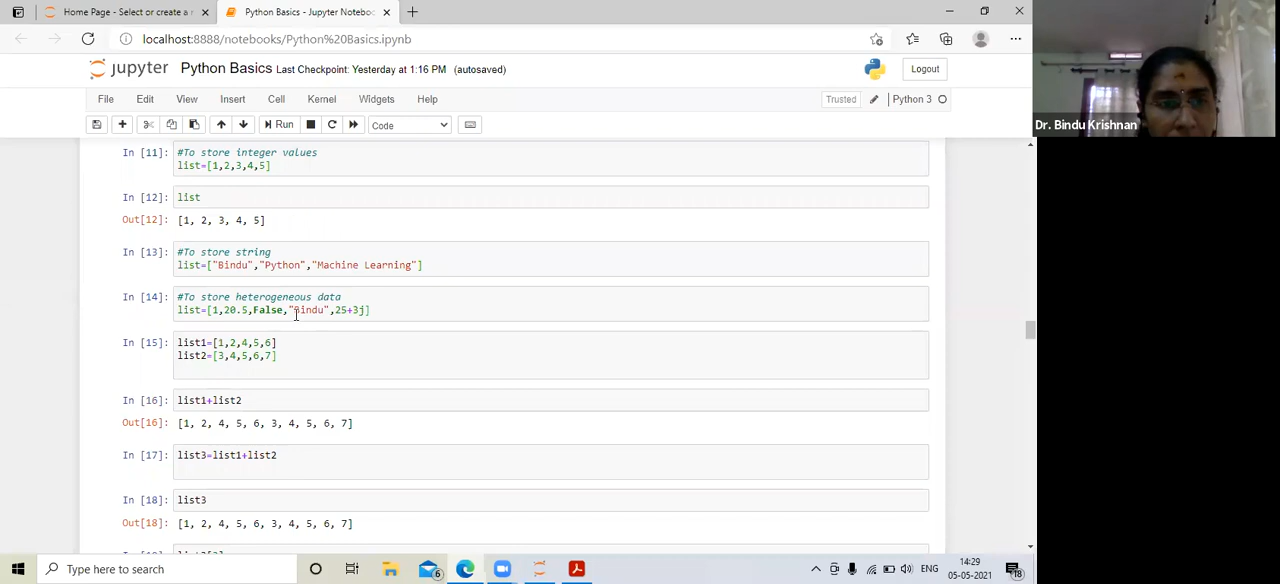 Home Page - Select or create a n
Python Basics - Jupyter Noteboo
localhost:8888/notebooks/Python%20Basics.ipynb
jupyter Python Basics Last Checkpoint: Yesterday at 1:16 PM (autosaved)
Logout
File Edit View Insert Cell Kernel Widgets Help
Trusted
Python 3
Run
Code
In [11]: #To store integer values
list=[1,2,3,4,5]
In [12]: list
Out[12]: [1, 2, 3, 4, 5]
In [13]: #To store string
list=["Bindu","Python","Machine Learning"]
In [14]: #To store heterogeneous data
list=[1,20.5,False,"Bindu",25+3j]
In [15]: list1=[1,2,4,5,6]
list2=[3,4,5,6,7]
In [16]: list1+list2
Out[16]: [1, 2, 4, 5, 6, 3, 4, 5, 6, 7]
In [17]: list3=list1+list2
In [18]: list3
Out[18]: [1, 2, 4, 5, 6, 3, 4, 5, 6, 7]
Dr. Bindu Krishnan
Type here to search
6
ENG
14:29
05-05-2021
18